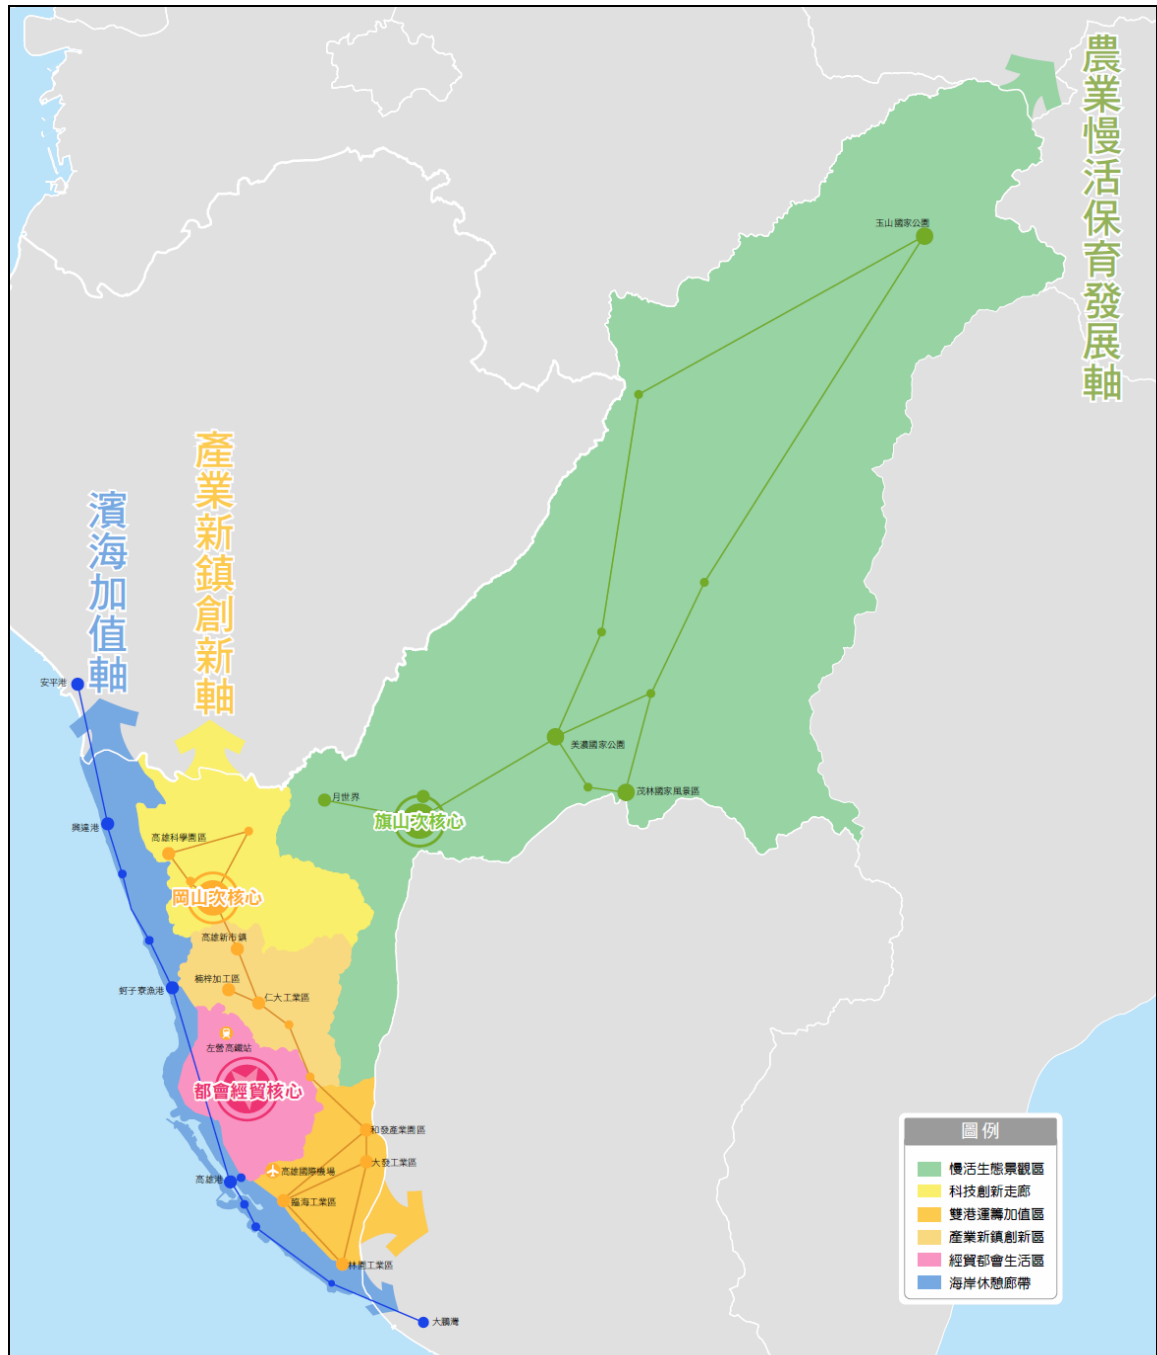 農業慢活保育發展軸
玉山國家公園
產業新鎮創新軸
濱海加值軸
安平港
美濃國家公園
月世界
茂林國家風景區
旗山次核心
興達港
高雄科學園區
岡山次核心
高雄新市鎮
楠梓加工區
蚵子寮漁港
仁大工業區
左營高鐵站
都會經貿核心
和發產業園區
大發工業區
高雄國際機場
高雄港
臨海工業區
林園工業區
大鵬灣
圖例
慢活生態景觀區
科技創新走廊
雙港運籌加值區
產業新鎮創新區
經貿都會生活區
海岸休憩廊帶